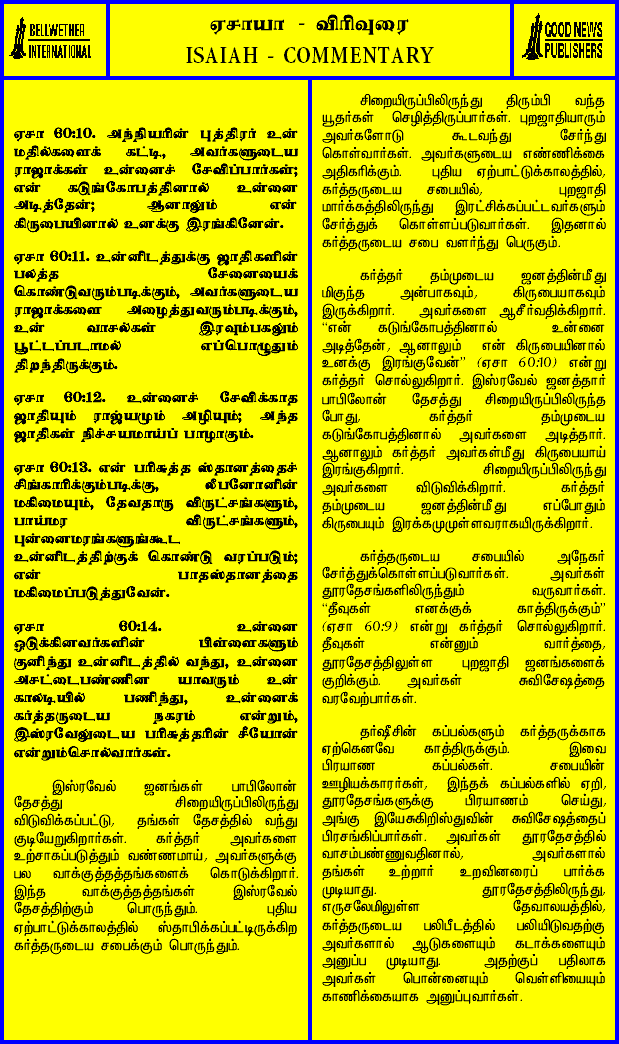 BELLWETHER
INTERNATIONAL
ஏசாயா - விரிவுரை
ISAIAH - COMMENTARY
GOOD NEWS
PUBLISHERS
ஏசா 60:10. அந்நியரின் புத்திரர் உன்
மதில்களைக் கட்டி, அவர்களுடைய
ராஜாக்கள் உன்னைச் சேவிப்பார்கள்;
என் கடுங்கோபத்தினால் உன்னை
அடித்தேன்; ஆனாலும் என்
கிருபையினால் உனக்கு இரங்கினேன்.
ஏசா 60:11. உன்னிடத்துக்கு ஜாதிகளின்
பலத்த சேனையைக்
கொண்டுவரும்படிக்கும், அவர்களுடைய
ராஜாக்களை அழைத்துவரும்படிக்கும்,
உன் வாசல்கள் இரவும்பகலும்
பூட்டப்படாமல் எப்பொழுதும்
திறந்திருக்கும்.
ஏசா 60:12. உன்னைச் சேவிக்காத
ஜாதியும் ராஜ்யமும் அழியும்; அந்த
ஜாதிகள் நிச்சயமாய்ப் பாழாகும்.
ஏசா 60:13. என் பரிசுத்த ஸ்தானத்தைச்
சிங்காரிக்கும்படிக்கு, லீபனோனின்
மகிமையும், தேவதாரு விருட்சங்களும்,
பாய்மர விருட்சங்களும்,
புன்னைமரங்களுங்கூட
உன்னிடத்திற்குக் கொண்டு வரப்படும்;
என் பாதஸ்தானத்தை
மகிமைப்படுத்துவேன்.
ஏசா 60:14. உன்னை
ஒடுக்கினவர்களின் பிள்ளைகளும்
குனிந்து உன்னிடத்தில் வந்து, உன்னை
அசட்டைபண்ணின யாவரும் உன்
காலடியில் பணிந்து, உன்னைக்
கர்த்தருடைய நகரம் என்றும்,
இஸ்ரவேலுடைய பரிசுத்தரின் சீயோன்
என்றும்சொல்வார்கள்.
இஸ்ரவேல் ஜனங்கள் பாபிலோன்
தேசத்து சிறையிருப்பிலிருந்து
விடுவிக்கப்பட்டு, தங்கள் தேசத்தில் வந்து
குடியேறுகிறார்கள். கர்த்தர் அவர்களை
உற்சாகப்படுத்தும் வண்ணமாய், அவர்களுக்கு
பல வாக்குத்தத்தங்களைக் கொடுக்கிறார்.
இந்த வாக்குத்தத்தங்கள் இஸ்ரவேல்
தேசத்திற்கும் பொருந்தும். புதிய
ஏற்பாட்டுக்காலத்தில் ஸ்தாபிக்கப்பட்டிருக்கிற
கர்த்தருடைய சபைக்கும் பொருந்தும்.
சிறையிருப்பிலிருந்து திரும்பி வந்த
யூதர்கள் செழித்திருப்பார்கள். புறஜாதியாரும்
அவர்களோடு கூடவந்து சேர்ந்து
கொள்வார்கள். அவர்களுடைய எண்ணிக்கை
அதிகரிக்கும். புதிய ஏற்பாட்டுக்காலத்தில்,
கர்த்தருடைய சபையில், புறஜாதி
மார்க்கத்திலிருந்து இரட்சிக்கப்பட்டவர்களும்
சேர்த்துக் கொள்ளப்படுவார்கள். இதனால்
கர்த்தருடைய சபை வளர்ந்து பெருகும்.
கர்த்தர் தம்முடைய ஜனத்தின்மீது
மிகுந்த அன்பாகவும், கிருபையாகவும்
இருக்கிறார். அவர்களை ஆசீர்வதிக்கிறார்.
“என் கடுங்கோபத்தினால் உன்னை
அடித்தேன், ஆனாலும் என் கிருபையினால்
உனக்கு இரங்குவேன்” (ஏசா 60:10) என்று
கர்த்தர் சொல்லுகிறார். இஸ்ரவேல் ஜனத்தார்
பாபிலோன் தேசத்து சிறையிருப்பிலிருந்த
போது, கர்த்தர் தம்முடைய
கடுங்கோபத்தினால் அவர்களை அடித்தார்.
ஆனாலும் கர்த்தர் அவர்கள்மீது கிருபையாய்
இரங்குகிறார். சிறையிருப்பிலிருந்து
அவர்களை விடுவிக்கிறார். கர்த்தர்
தம்முடைய ஜனத்தின்மீது எப்போதும்
கிருபையும் இரக்கமுமுள்ளவராகயிருக்கிறார்.
கர்த்தருடைய சபையில் அநேகர்
சேர்த்துக்கொள்ளப்படுவார்கள். அவர்கள்
தூரதேசங்களிலிருந்தும் வருவார்கள்.
“தீவுகள் எனக்குக் காத்திருக்கும்”
(ஏசா 60:9) என்று கர்த்தர் சொல்லுகிறார்.
தீவுகள் என்னும் வார்த்தை,
தூரதேசத்திலுள்ள புறஜாதி ஜனங்களைக்
குறிக்கும். அவர்கள் சுவிசேஷத்தை
வரவேற்பார்கள்.
தர்ஷீசின் கப்பல்களும் கர்த்தருக்காக
ஏற்கெனவே காத்திருக்கும். இவை
பிரயாண கப்பல்கள். சபையின்
ஊழியக்காரர்கள், இந்தக் கப்பல்களில் ஏறி,
தூரதேசங்களுக்கு பிரயாணம் செய்து,
அங்கு இயேசுகிறிஸ்துவின் சுவிசேஷத்தைப்
பிரசங்கிப்பார்கள். அவர்கள் தூரதேசத்தில்
வாசம்பண்ணுவதினால், அவர்களால்
தங்கள் உற்றார் உறவினரைப் பார்க்க
முடியாது. தூரதேசத்திலிருந்து,
எருசலேமிலுள்ள தேவாலயத்தில்,
கர்த்தருடைய பலிபீடத்தில் பலியிடுவதற்கு
அவர்களால் ஆடுகளையும் கடாக்களையும்
அனுப்ப முடியாது. அதற்குப் பதிலாக
அவர்கள் பொன்னையும் வெள்ளியையும்
காணிக்கையாக அனுப்புவார்கள்.